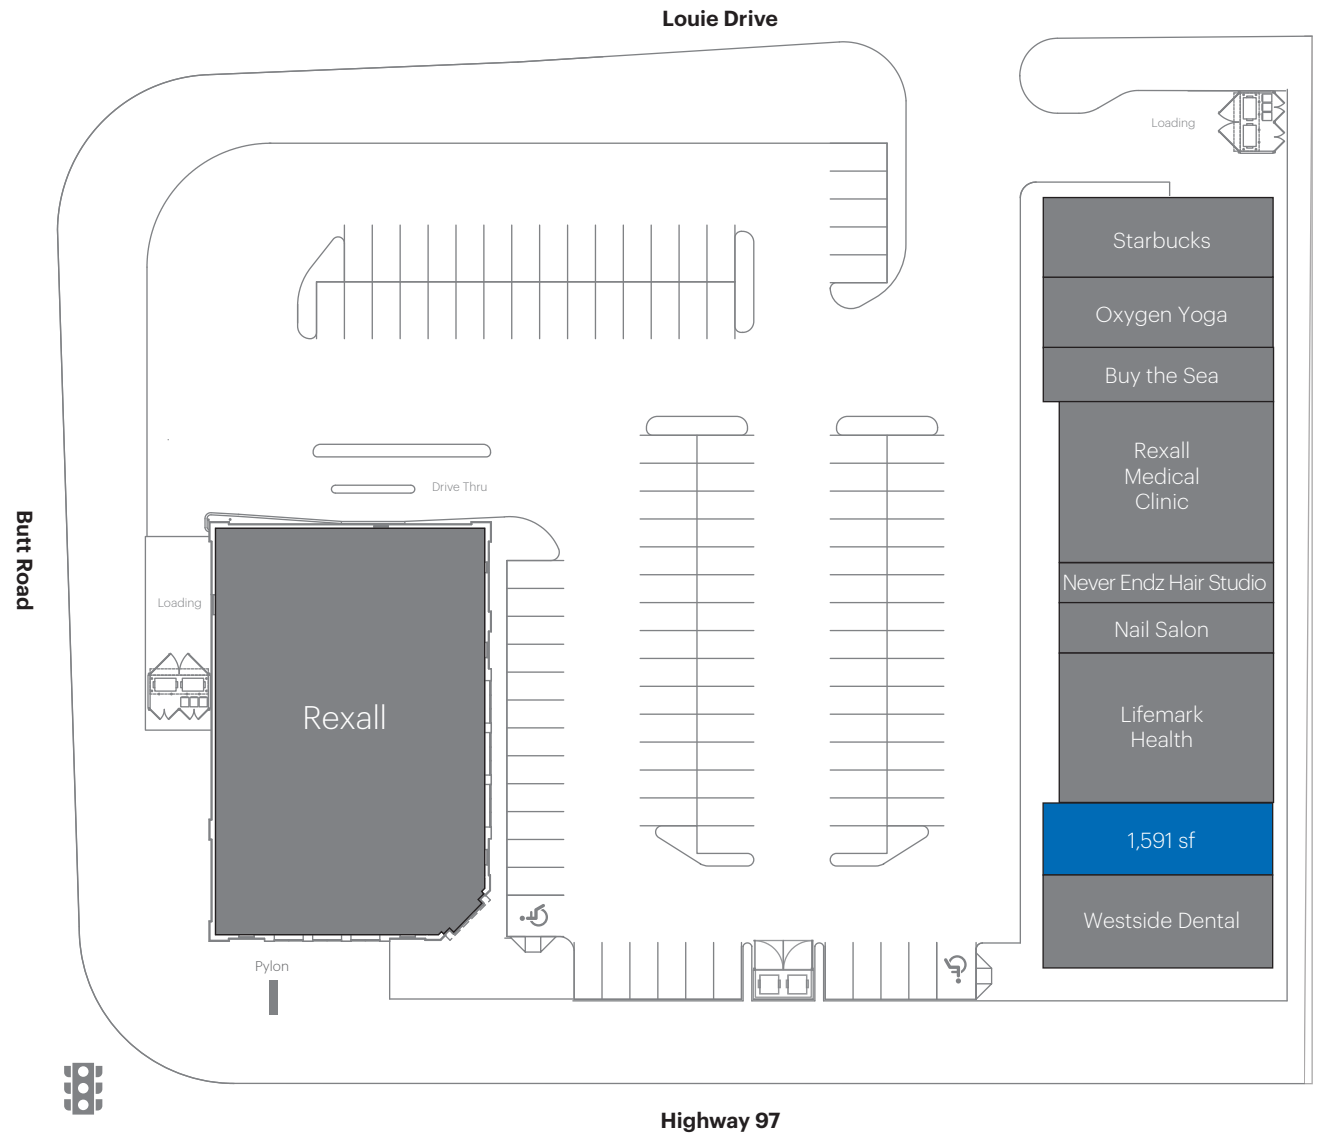 Louie Drive
Loading
Starbucks
Oxygen Yoga
Buy the Sea
Rexall
Medical
Clinic
Drive Thru
Butt Road
Never Endz Hair Studio
Loading
Nail Salon
Rexall
Lifemark
Health
1,591 sf
Westside Dental
Pylon
Highway 97